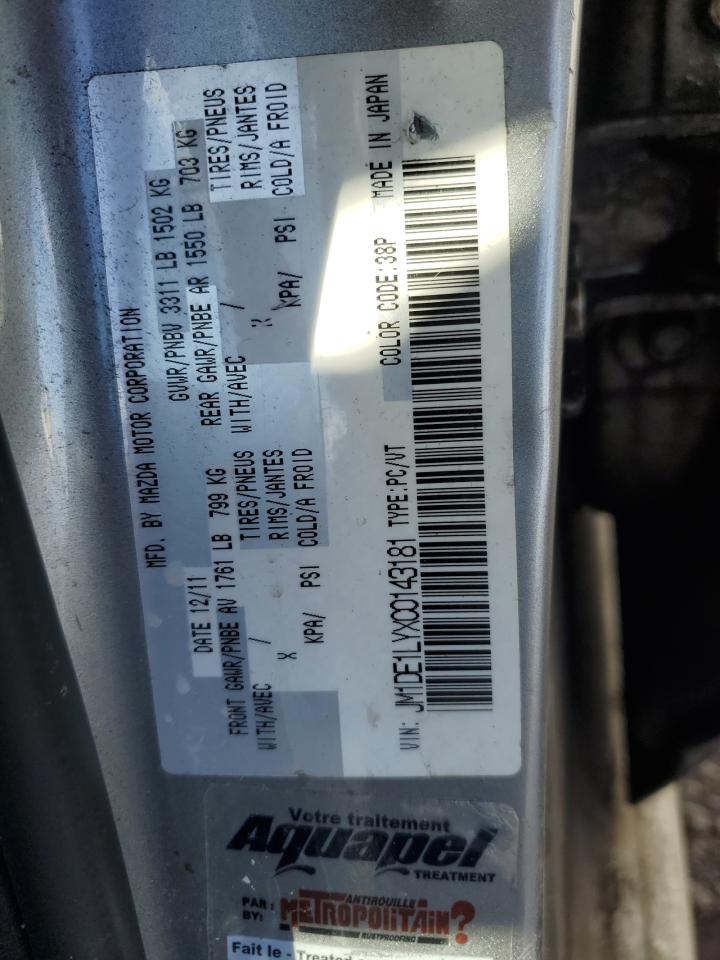 MFD. BY MAZDA MOTOR CORPORATION
DATE 12/11 GVWR/PNBV 3311 LB 1502 KG
FRONT GAWR/PNBE AV 1761 LB 799 KG REAR GAWR/PNBE AR 1550 LB 703 KG
WITH/AVEC / TIRES/PNEUS WITH/AVEC / TIRES/PNEUS
X RIMS/JANTES X RIMS/JANTES
KPA/ PSI COLD/A FROID KPA/ PSI COLD/A FROID
VIN: JM1DE1LYXC0143181 TYPE:PC/VT COLOR CODE:38P MADE IN JAPAN
Votre traitement
Aquapel
TREATMENT
PAR : ANTIROUILLE
BY: METROPOLITAIN?
RUSTPROOFING
Fait le - Treated